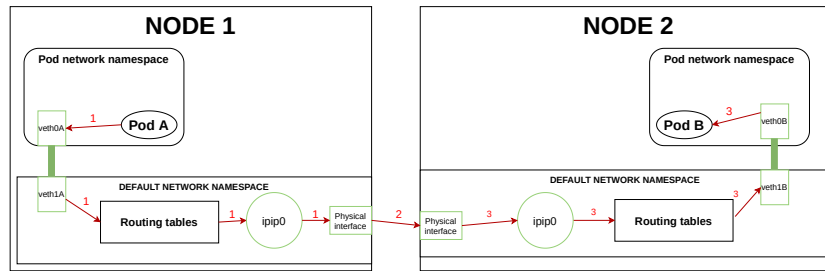 NODE 1
Pod network namespace
veth0A
1
Pod A
veth1A
DEFAULT NETWORK NAMESPACE
1
Routing tables
1
ipip0
1
Physical
interface
2
NODE 2
Pod network namespace
Pod B
3
veth0B
DEFAULT NETWORK NAMESPACE
veth1B
Physical
interface
3
ipip0
3
Routing tables
3